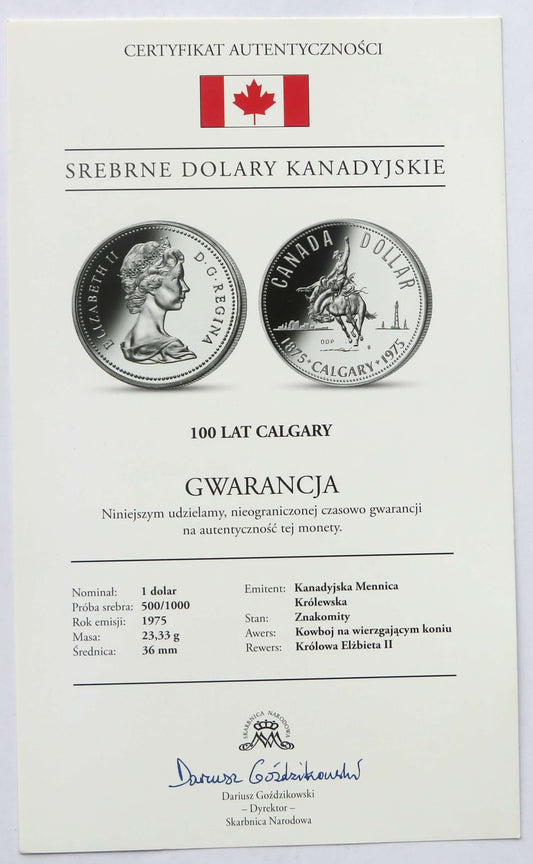 CERTYFIKAT AUTENTYCZNOŚCI
SREBRNE DOLARY KANADYJSKIE
ELIZABETH II D·G·REGINA
CANADA DOLLAR
DDP
1875 · CALGARY · 1975
100 LAT CALGARY
GWARANCJA
Niniejszym udzielamy, nieograniczonej czasowo gwarancji
na autentyczność tej monety.
Nominał: 1 dolar
Próba srebra: 500/1000
Rok emisji: 1975
Masa: 23,33 g
Średnica: 36 mm
Emitent: Kanadyjska Mennica
Królewska
Stan: Znakomity
Awers: Kowboj na wierzgającym koniu
Rewers: Królowa Elżbieta II
SKARBNICA NARODOWA
Dariusz Goździkowski
Dariusz Goździkowski
– Dyrektor –
Skarbnica Narodowa